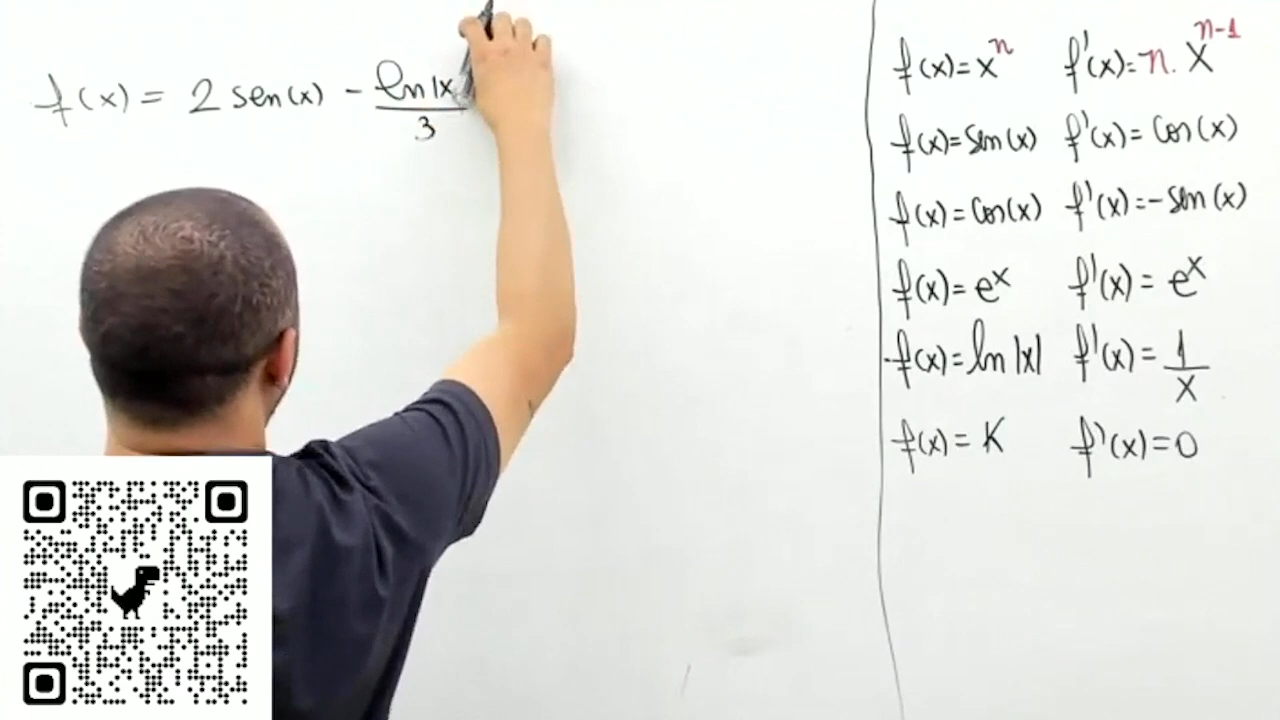 f(x) = 2 sen(x) - ln|x
3
f(x)=x^n f'(x)=n.x^n-1
f(x)=sen(x) f'(x)=Cos(x)
f(x)=Cos(x) f'(x)=-sen(x)
f(x)=e^x f'(x)=e^x
f(x)=ln|x| f'(x)=1/x
f(x)=K f'(x)=0